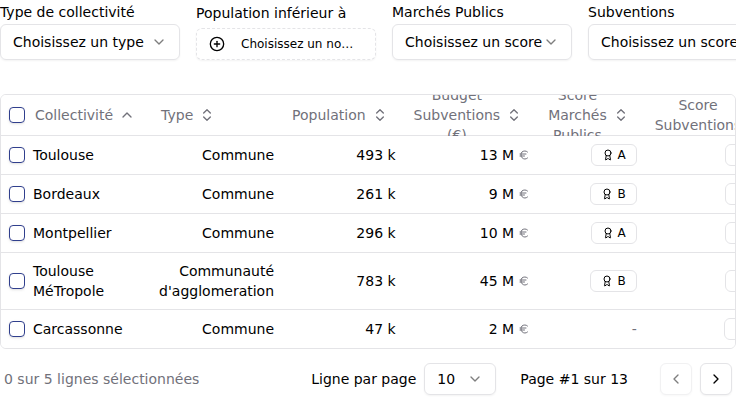 Type de collectivité
Population inférieur à
Marchés Publics
Subventions
Choisissez un type
Choisissez un no...
Choisissez un score
Choisissez un score
Collectivité
Type
Population
Budget
Subventions
(€)
Score
Marchés
Publics
Score
Subvention
Toulouse Commune 493 k 13 M € A
Bordeaux Commune 261 k 9 M € B
Montpellier Commune 296 k 10 M € A
Toulouse
MéTropole
Communauté
d'agglomeration
783 k 45 M € B
Carcassonne Commune 47 k 2 M € -
0 sur 5 lignes sélectionnées
Ligne par page
10
Page #1 sur 13